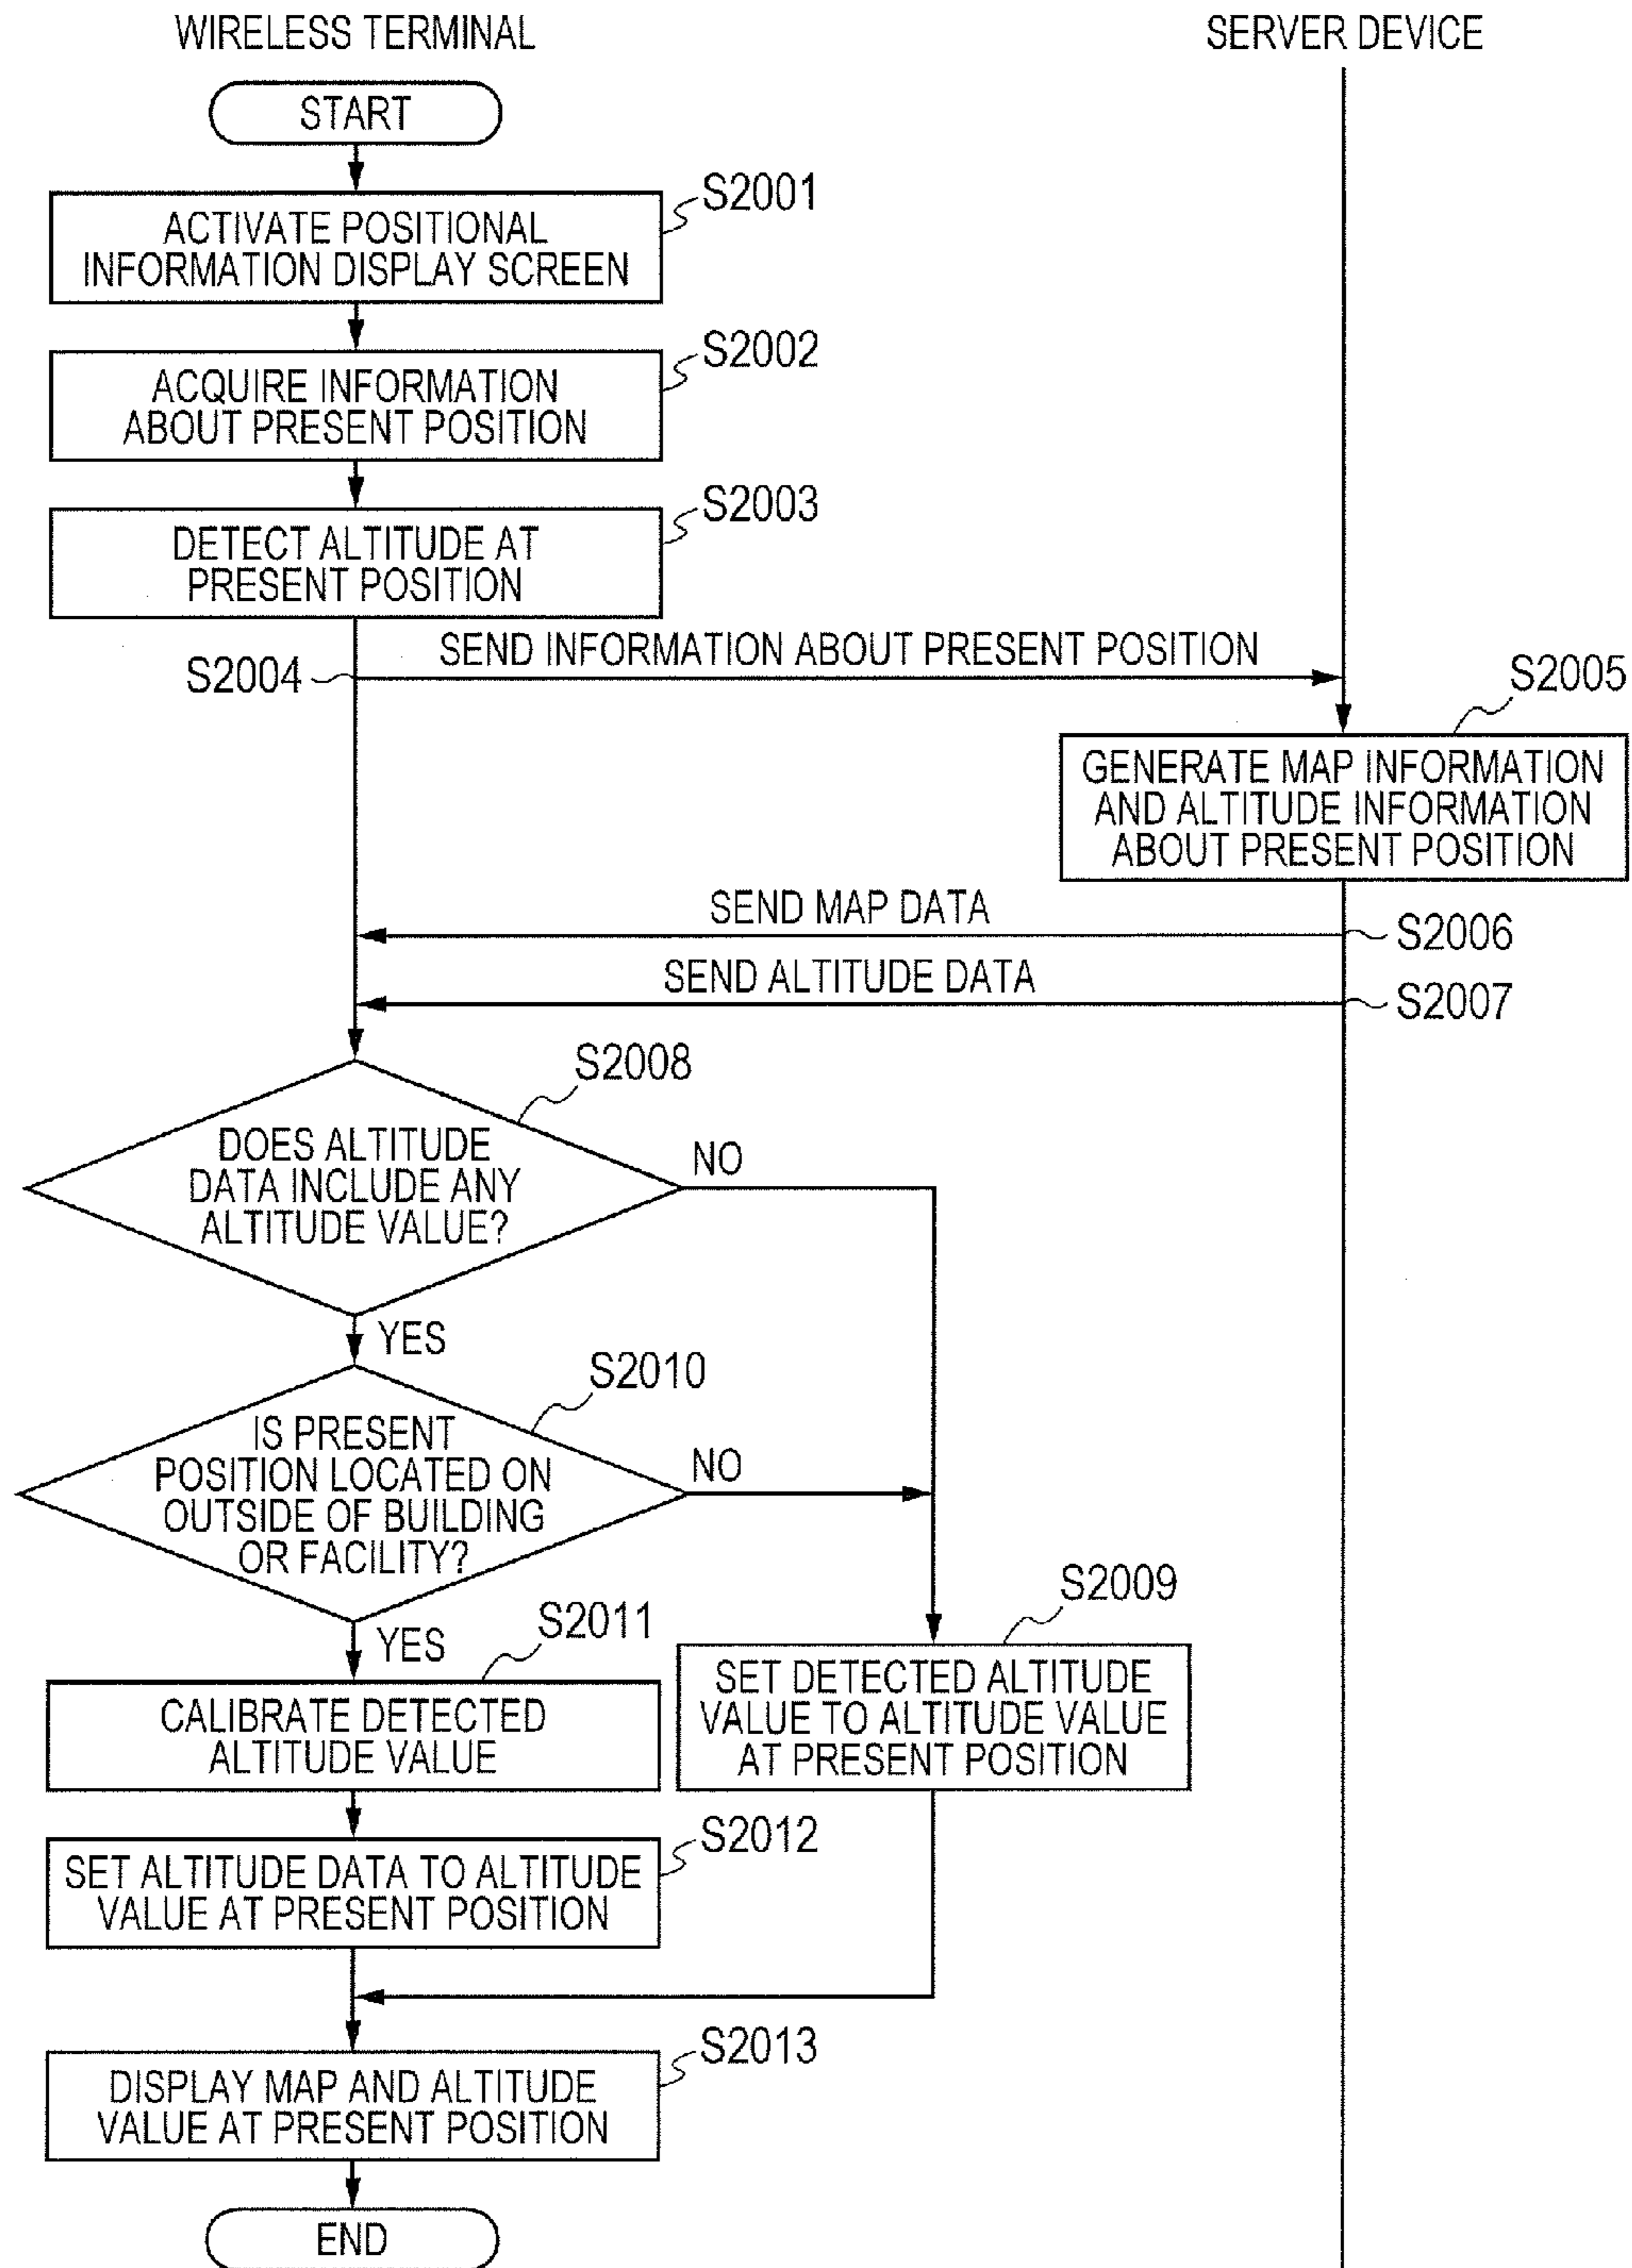 WIRELESS TERMINAL
SERVER DEVICE
START
S2001
ACTIVATE POSITIONAL
INFORMATION DISPLAY SCREEN
S2002
ACQUIRE INFORMATION
ABOUT PRESENT POSITION
S2003
DETECT ALTITUDE AT
PRESENT POSITION
SEND INFORMATION ABOUT PRESENT POSITION
S2004
S2005
GENERATE MAP INFORMATION
AND ALTITUDE INFORMATION
ABOUT PRESENT POSITION
SEND MAP DATA
S2006
SEND ALTITUDE DATA
S2007
S2008
DOES ALTITUDE
DATA INCLUDE ANY
ALTITUDE VALUE?
NO
YES
S2010
IS PRESENT
POSITION LOCATED ON
OUTSIDE OF BUILDING
OR FACILITY?
NO
YES
S2009
SET DETECTED ALTITUDE
VALUE TO ALTITUDE VALUE
AT PRESENT POSITION
S2011
CALIBRATE DETECTED
ALTITUDE VALUE
S2012
SET ALTITUDE DATA TO ALTITUDE
VALUE AT PRESENT POSITION
S2013
DISPLAY MAP AND ALTITUDE
VALUE AT PRESENT POSITION
END